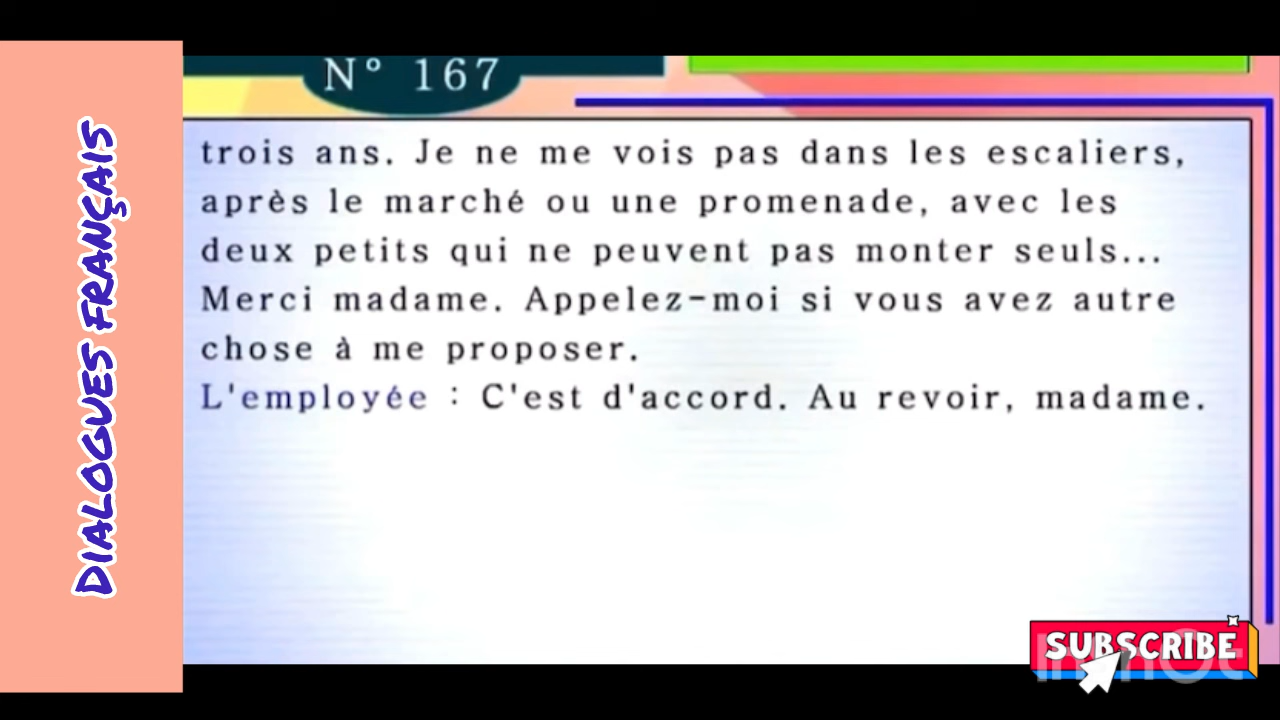 DIALOGUES FRANÇAIS
N° 167
trois ans. Je ne me vois pas dans les escaliers,
après le marché ou une promenade, avec les
deux petits qui ne peuvent pas monter seuls...
Merci madame. Appelez-moi si vous avez autre
chose à me proposer.
L'employée : C'est d'accord. Au revoir, madame.
SUBSCRIBE